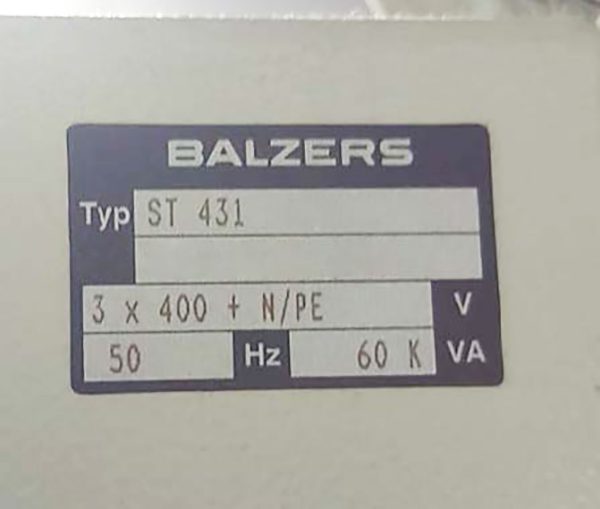 BALZERS
Typ ST 431
3 x 400 + N/PE V
50 Hz 60 K VA